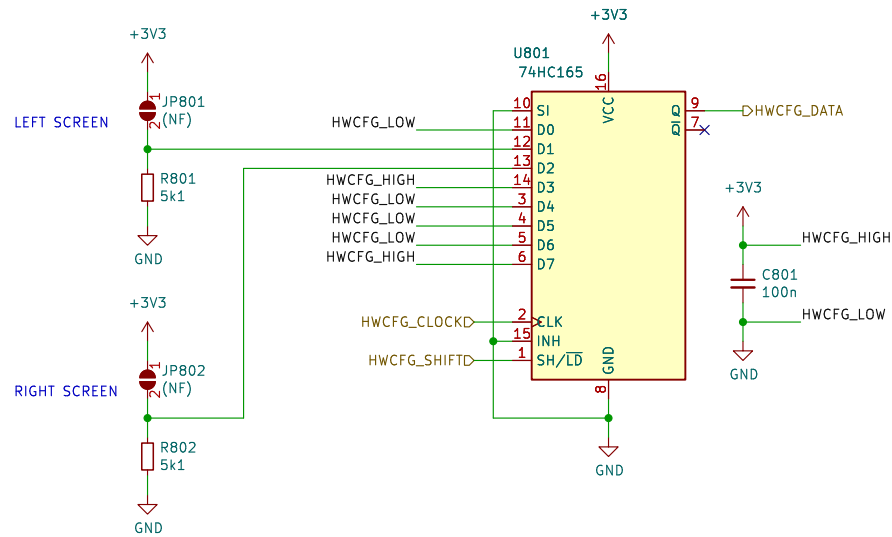 +3V3
1
JP801
(NF)
2
LEFT SCREEN
R801
5k1
GND
+3V3
1
JP802
(NF)
2
RIGHT SCREEN
R802
5k1
GND
+3V3
U801
74HC165
16
VCC
10 SI
HWCFG_LOW 11 D0
12 D1
13 D2
HWCFG_HIGH 14 D3
HWCFG_LOW 3 D4
HWCFG_LOW 4 D5
HWCFG_LOW 5 D6
HWCFG_HIGH 6 D7
HWCFG_CLOCK 2 CLK
15 INH
HWCFG_SHIFT 1 SH/LD
Q 9 HWCFG_DATA
Q 7
GND
8
GND
+3V3
HWCFG_HIGH
C801
100n
HWCFG_LOW
GND